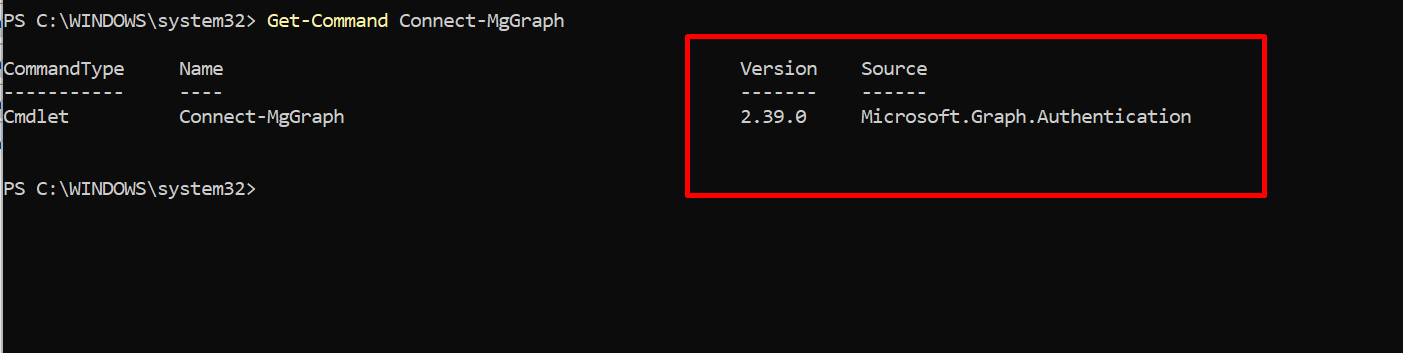 PS C:\WINDOWS\system32> Get-Command Connect-MgGraph
CommandType     Name                                               Version    Source
-----------     ----                                               -------    ------
Cmdlet          Connect-MgGraph                                    2.39.0     Microsoft.Graph.Authentication
PS C:\WINDOWS\system32>